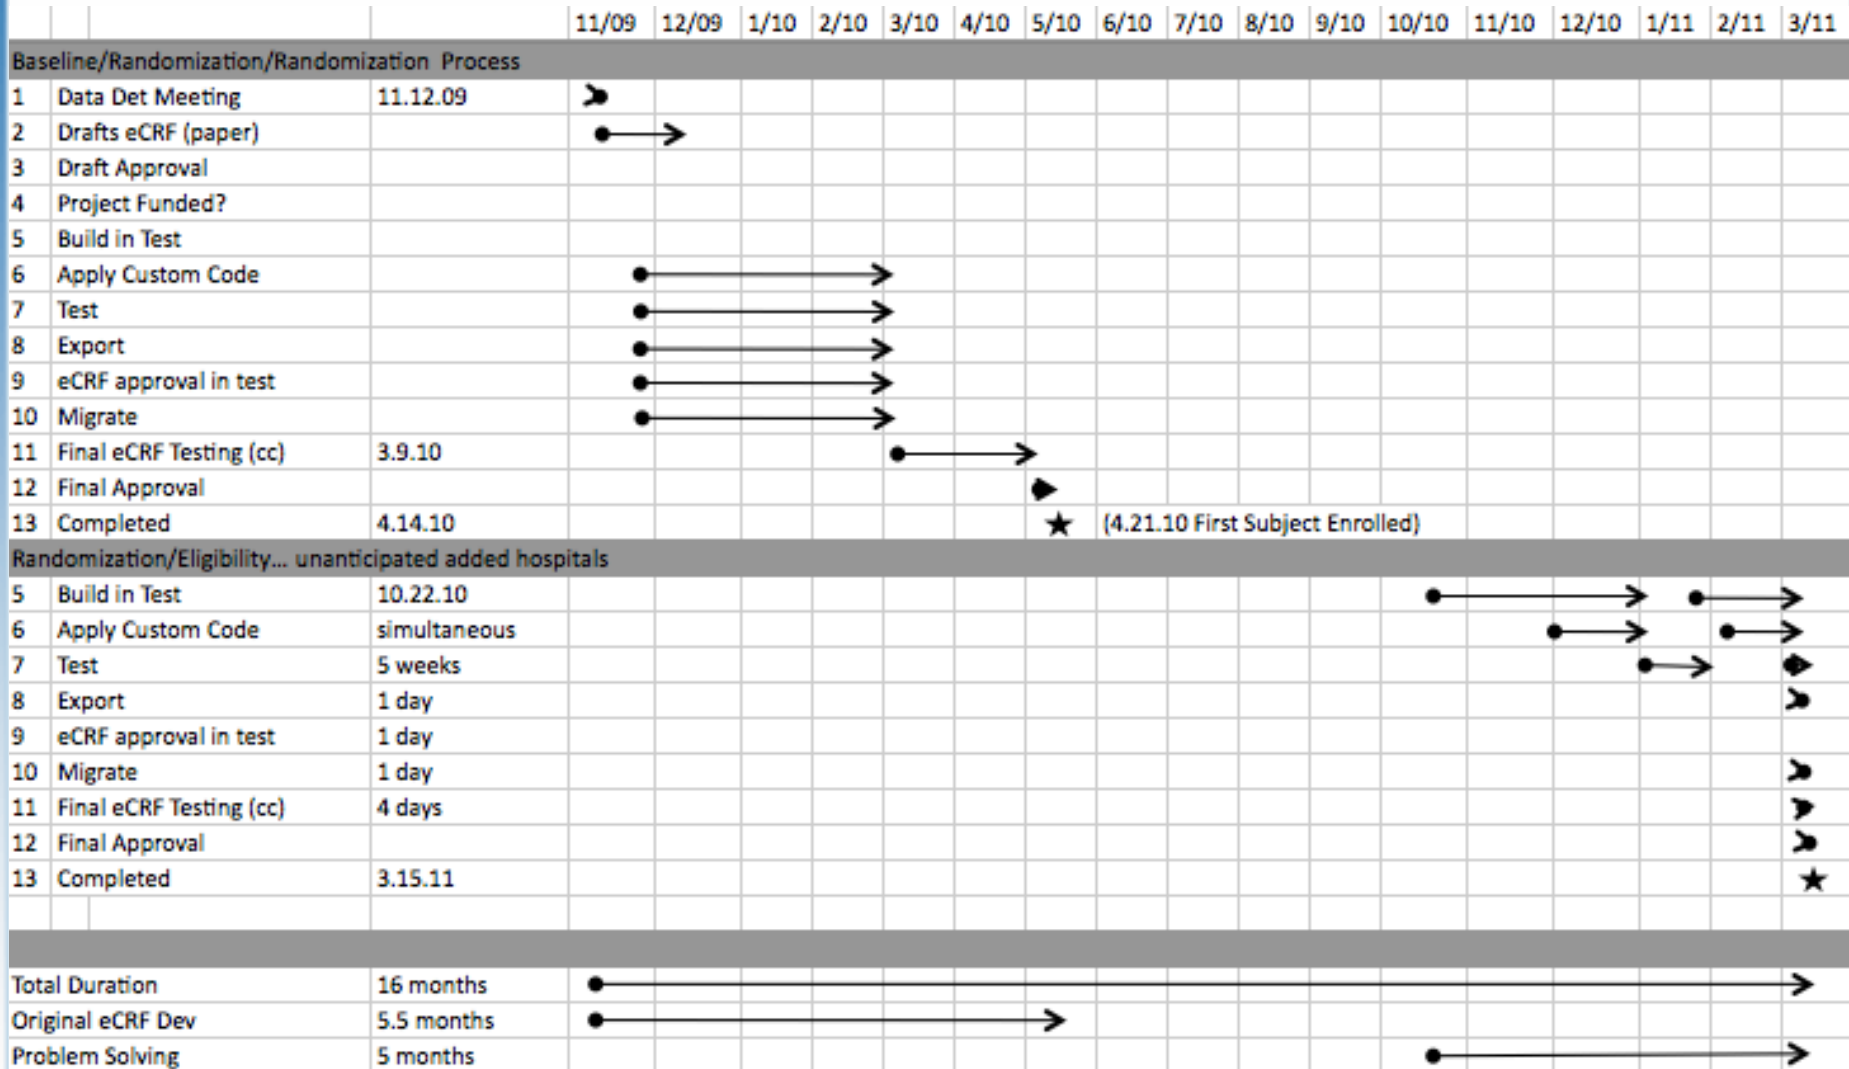 11/09 12/09 1/10 2/10 3/10 4/10 5/10 6/10 7/10 8/10 9/10 10/10 11/10 12/10 1/11 2/11 3/11
Baseline/Randomization/Randomization Process
1 Data Det Meeting 11.12.09
2 Drafts eCRF (paper)
3 Draft Approval
4 Project Funded?
5 Build in Test
6 Apply Custom Code
7 Test
8 Export
9 eCRF approval in test
10 Migrate
11 Final eCRF Testing (cc) 3.9.10
12 Final Approval
13 Completed 4.14.10 (4.21.10 First Subject Enrolled)
Randomization/Eligibility... unanticipated added hospitals
5 Build in Test 10.22.10
6 Apply Custom Code simultaneous
7 Test 5 weeks
8 Export 1 day
9 eCRF approval in test 1 day
10 Migrate 1 day
11 Final eCRF Testing (cc) 4 days
12 Final Approval
13 Completed 3.15.11
Total Duration 16 months
Original eCRF Dev 5.5 months
Problem Solving 5 months